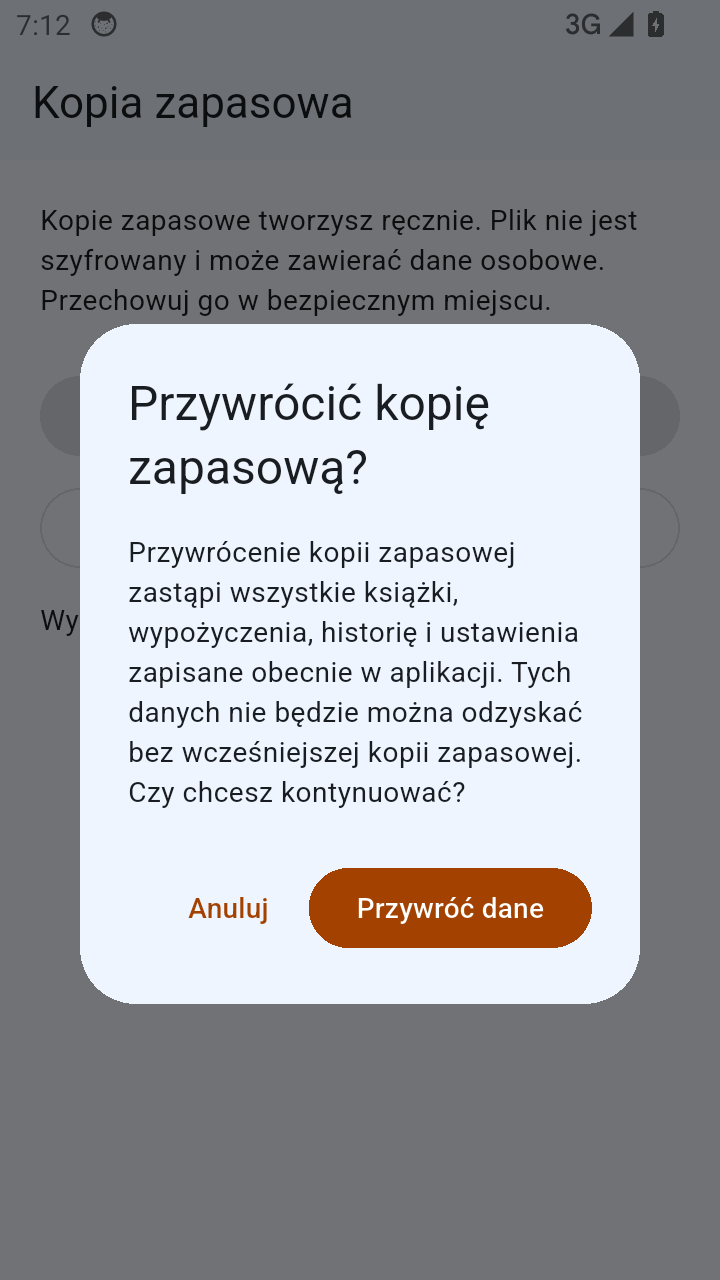 7:12
3G
Kopia zapasowa
Kopie zapasowe tworzysz ręcznie. Plik nie jest
szyfrowany i może zawierać dane osobowe.
Przechowuj go w bezpiecznym miejscu.
Przywrócić kopię
zapasową?
Przywrócenie kopii zapasowej
zastąpi wszystkie książki,
wypożyczenia, historię i ustawienia
zapisane obecnie w aplikacji. Tych
danych nie będzie można odzyskać
bez wcześniejszej kopii zapasowej.
Czy chcesz kontynuować?
Anuluj
Przywróć dane